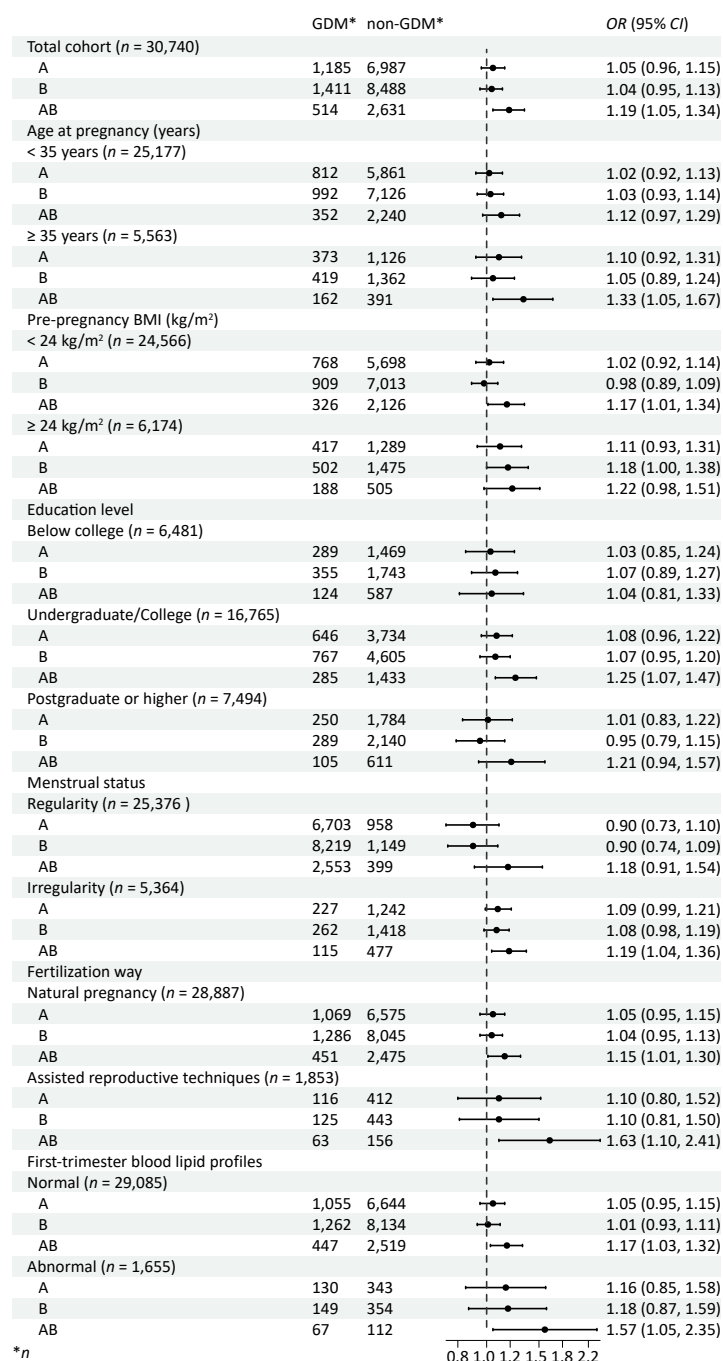 GDM* non-GDM* OR (95% CI)
Total cohort (n = 30,740)
A 1,185 6,987 1.05 (0.96, 1.15)
B 1,411 8,488 1.04 (0.95, 1.13)
AB 514 2,631 1.19 (1.05, 1.34)
Age at pregnancy (years)
< 35 years (n = 25,177)
A 812 5,861 1.02 (0.92, 1.13)
B 992 7,126 1.03 (0.93, 1.14)
AB 352 2,240 1.12 (0.97, 1.29)
≥ 35 years (n = 5,563)
A 373 1,126 1.10 (0.92, 1.31)
B 419 1,362 1.05 (0.89, 1.24)
AB 162 391 1.33 (1.05, 1.67)
Pre-pregnancy BMI (kg/m²)
< 24 kg/m² (n = 24,566)
A 768 5,698 1.02 (0.92, 1.14)
B 909 7,013 0.98 (0.89, 1.09)
AB 326 2,126 1.17 (1.01, 1.34)
≥ 24 kg/m² (n = 6,174)
A 417 1,289 1.11 (0.93, 1.31)
B 502 1,475 1.18 (1.00, 1.38)
AB 188 505 1.22 (0.98, 1.51)
Education level
Below college (n = 6,481)
A 289 1,469 1.03 (0.85, 1.24)
B 355 1,743 1.07 (0.89, 1.27)
AB 124 587 1.04 (0.81, 1.33)
Undergraduate/College (n = 16,765)
A 646 3,734 1.08 (0.96, 1.22)
B 767 4,605 1.07 (0.95, 1.20)
AB 285 1,433 1.25 (1.07, 1.47)
Postgraduate or higher (n = 7,494)
A 250 1,784 1.01 (0.83, 1.22)
B 289 2,140 0.95 (0.79, 1.15)
AB 105 611 1.21 (0.94, 1.57)
Menstrual status
Regularity (n = 25,376 )
A 6,703 958 0.90 (0.73, 1.10)
B 8,219 1,149 0.90 (0.74, 1.09)
AB 2,553 399 1.18 (0.91, 1.54)
Irregularity (n = 5,364)
A 227 1,242 1.09 (0.99, 1.21)
B 262 1,418 1.08 (0.98, 1.19)
AB 115 477 1.19 (1.04, 1.36)
Fertilization way
Natural pregnancy (n = 28,887)
A 1,069 6,575 1.05 (0.95, 1.15)
B 1,286 8,045 1.04 (0.95, 1.13)
AB 451 2,475 1.15 (1.01, 1.30)
Assisted reproductive techniques (n = 1,853)
A 116 412 1.10 (0.80, 1.52)
B 125 443 1.10 (0.81, 1.50)
AB 63 156 1.63 (1.10, 2.41)
First-trimester blood lipid profiles
Normal (n = 29,085)
A 1,055 6,644 1.05 (0.95, 1.15)
B 1,262 8,134 1.01 (0.93, 1.11)
AB 447 2,519 1.17 (1.03, 1.32)
Abnormal (n = 1,655)
A 130 343 1.16 (0.85, 1.58)
B 149 354 1.18 (0.87, 1.59)
AB 67 112 1.57 (1.05, 2.35)
*n 0.8 1.0 1.2 1.5 1.8 2.2